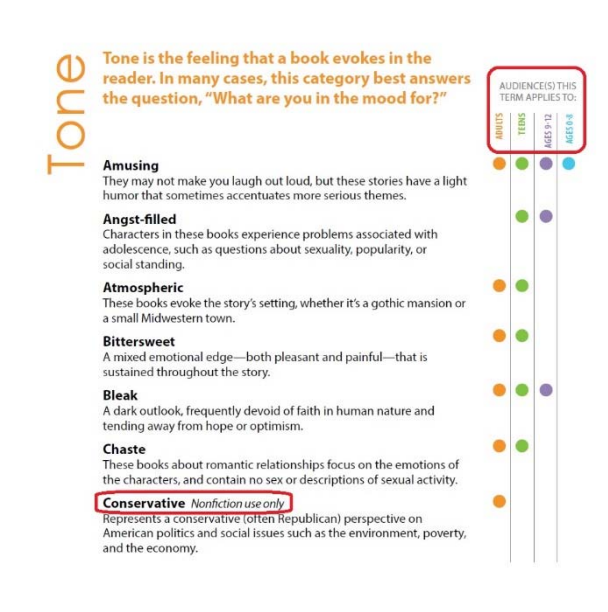 Tone
Tone is the feeling that a book evokes in the
reader. In many cases, this category best answers
the question, “What are you in the mood for?”
AUDIENCE(S) THIS
TERM APPLIES TO:
ADULTS
TEENS
AGES 9-12
AGES 0-8
Amusing
They may not make you laugh out loud, but these stories have a light
humor that sometimes accentuates more serious themes.
Angst-filled
Characters in these books experience problems associated with
adolescence, such as questions about sexuality, popularity, or
social standing.
Atmospheric
These books evoke the story’s setting, whether it’s a gothic mansion or
a small Midwestern town.
Bittersweet
A mixed emotional edge—both pleasant and painful—that is
sustained throughout the story.
Bleak
A dark outlook, frequently devoid of faith in human nature and
tending away from hope or optimism.
Chaste
These books about romantic relationships focus on the emotions of
the characters, and contain no sex or descriptions of sexual activity.
Conservative Nonfiction use only
Represents a conservative (often Republican) perspective on
American politics and social issues such as the environment, poverty,
and the economy.